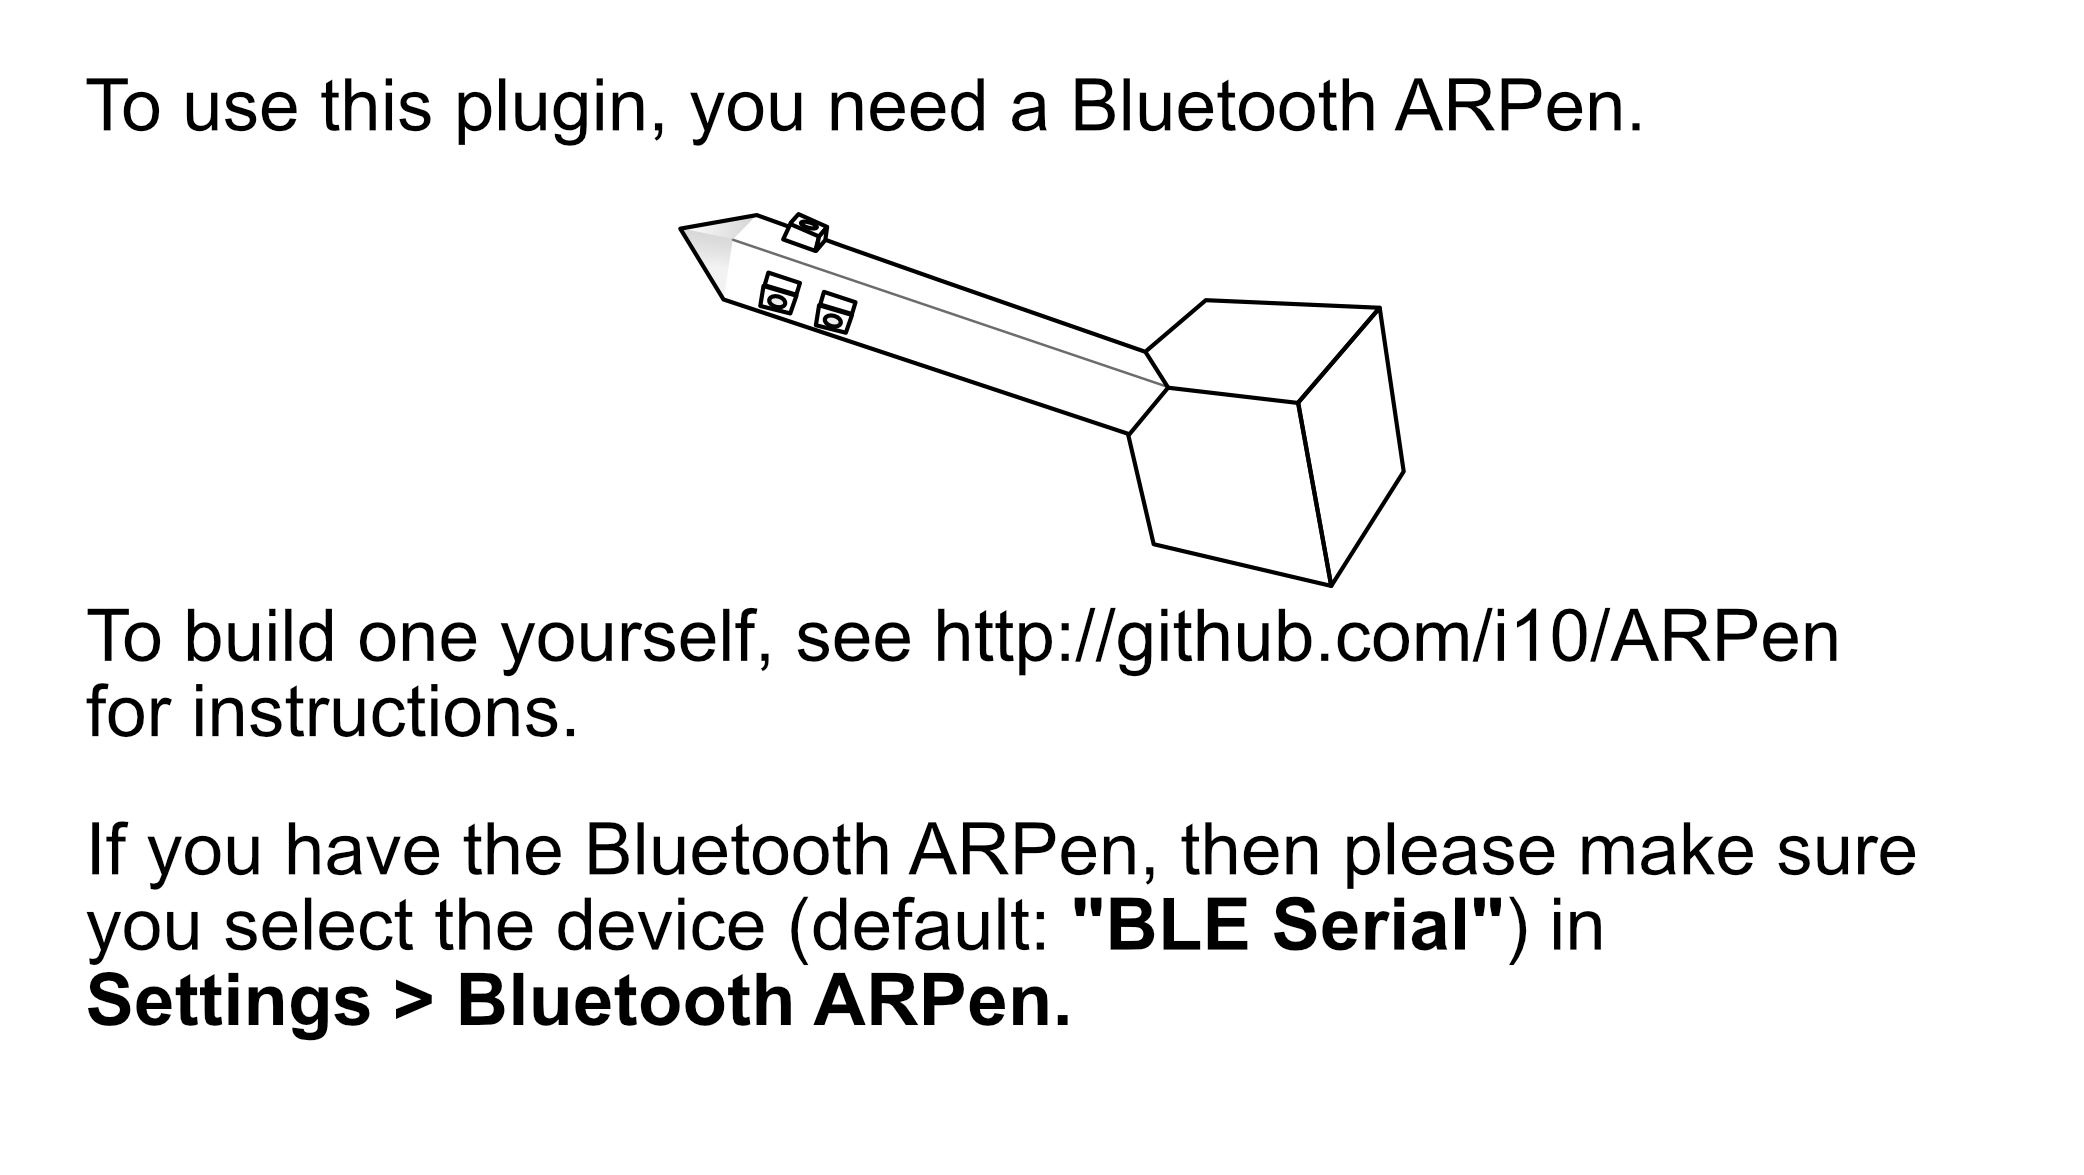 To use this plugin, you need a Bluetooth ARPen.
To build one yourself, see http://github.com/i10/ARPen
for instructions.
If you have the Bluetooth ARPen, then please make sure
you select the device (default: "BLE Serial") in
Settings > Bluetooth ARPen.